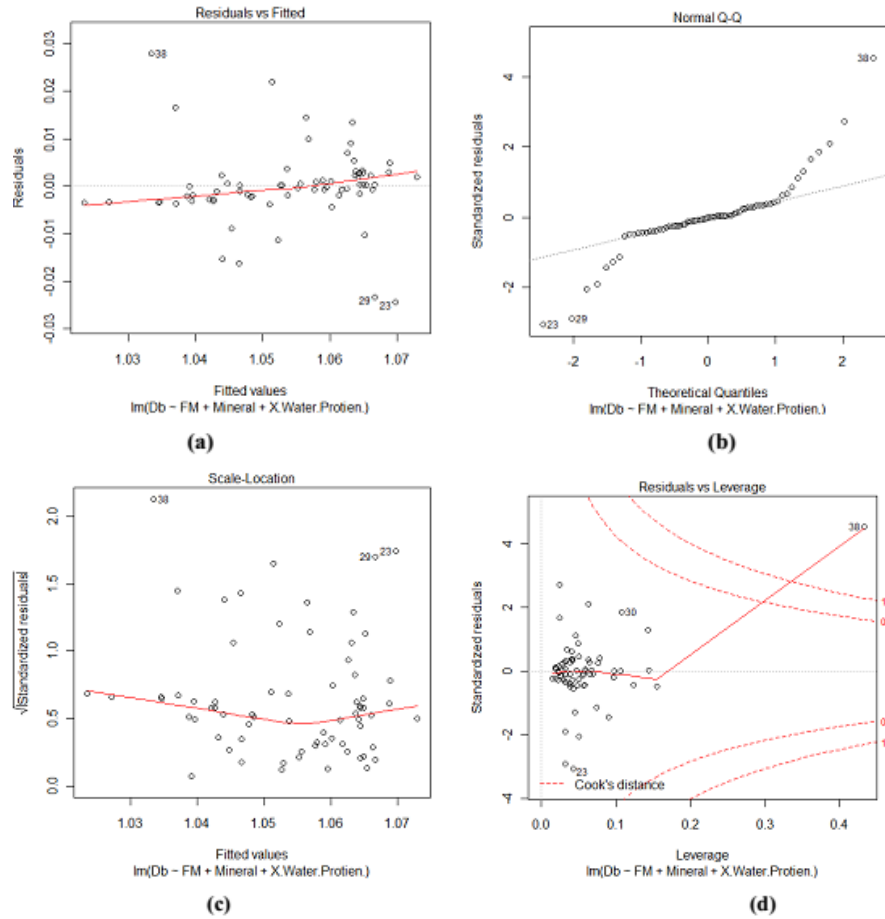 Residuals vs Fitted
Residuals
0.03
0.02
0.01
0.00
-0.01
-0.02
-0.03
38
29
23
1.03 1.04 1.05 1.06 1.07
Fitted values
lm(Db ~ FM + Mineral + X.Water.Protien.)
(a)
Normal Q-Q
Standardized residuals
4
2
0
-2
38
23
29
-2 -1 0 1 2
Theoretical Quantiles
lm(Db ~ FM + Mineral + X.Water.Protien.)
(b)
Scale-Location
√|Standardized residuals|
2.0
1.5
1.0
0.5
0.0
38
29
23
1.03 1.04 1.05 1.06 1.07
Fitted values
lm(Db ~ FM + Mineral + X.Water.Protien.)
(c)
Residuals vs Leverage
Standardized residuals
4
2
0
-2
-4
38
30
23
1
0
0
1
Cook's distance
0.0 0.1 0.2 0.3 0.4
Leverage
lm(Db ~ FM + Mineral + X.Water.Protien.)
(d)